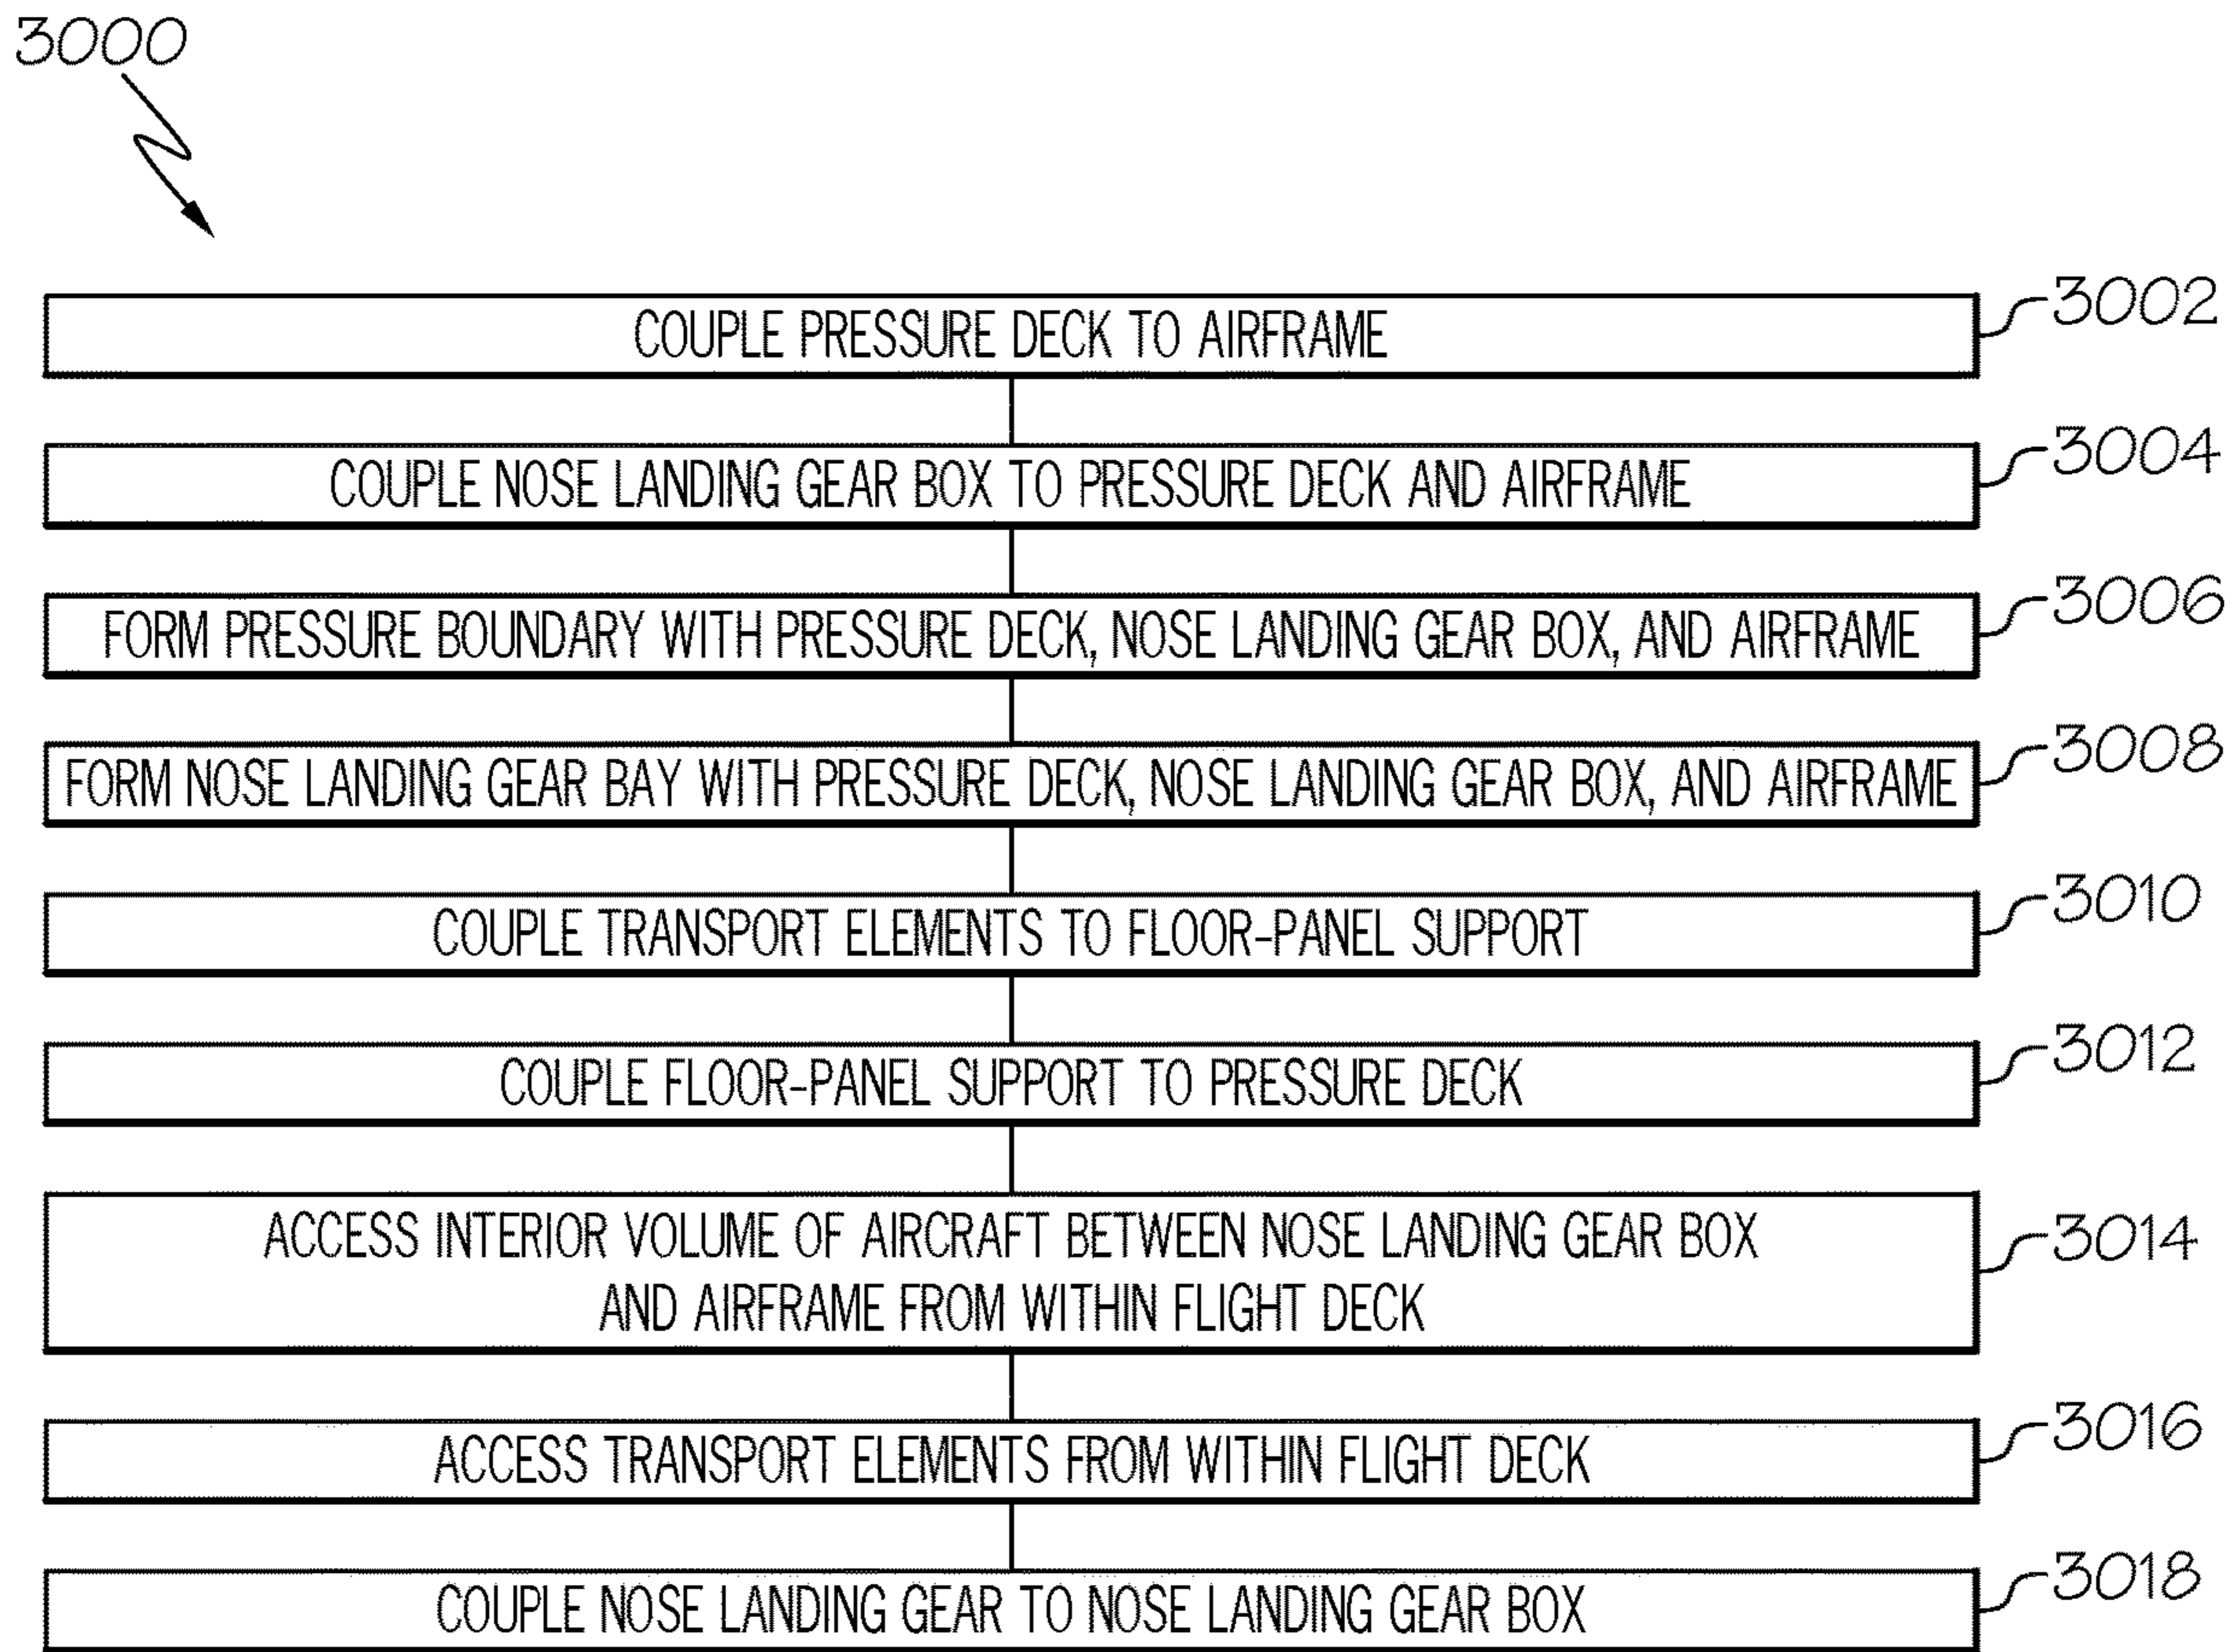 3000
COUPLE PRESSURE DECK TO AIRFRAME
3002
COUPLE NOSE LANDING GEAR BOX TO PRESSURE DECK AND AIRFRAME
3004
FORM PRESSURE BOUNDARY WITH PRESSURE DECK, NOSE LANDING GEAR BOX, AND AIRFRAME
3006
FORM NOSE LANDING GEAR BAY WITH PRESSURE DECK, NOSE LANDING GEAR BOX, AND AIRFRAME
3008
COUPLE TRANSPORT ELEMENTS TO FLOOR-PANEL SUPPORT
3010
COUPLE FLOOR-PANEL SUPPORT TO PRESSURE DECK
3012
ACCESS INTERIOR VOLUME OF AIRCRAFT BETWEEN NOSE LANDING GEAR BOX
AND AIRFRAME FROM WITHIN FLIGHT DECK
3014
ACCESS TRANSPORT ELEMENTS FROM WITHIN FLIGHT DECK
3016
COUPLE NOSE LANDING GEAR TO NOSE LANDING GEAR BOX
3018